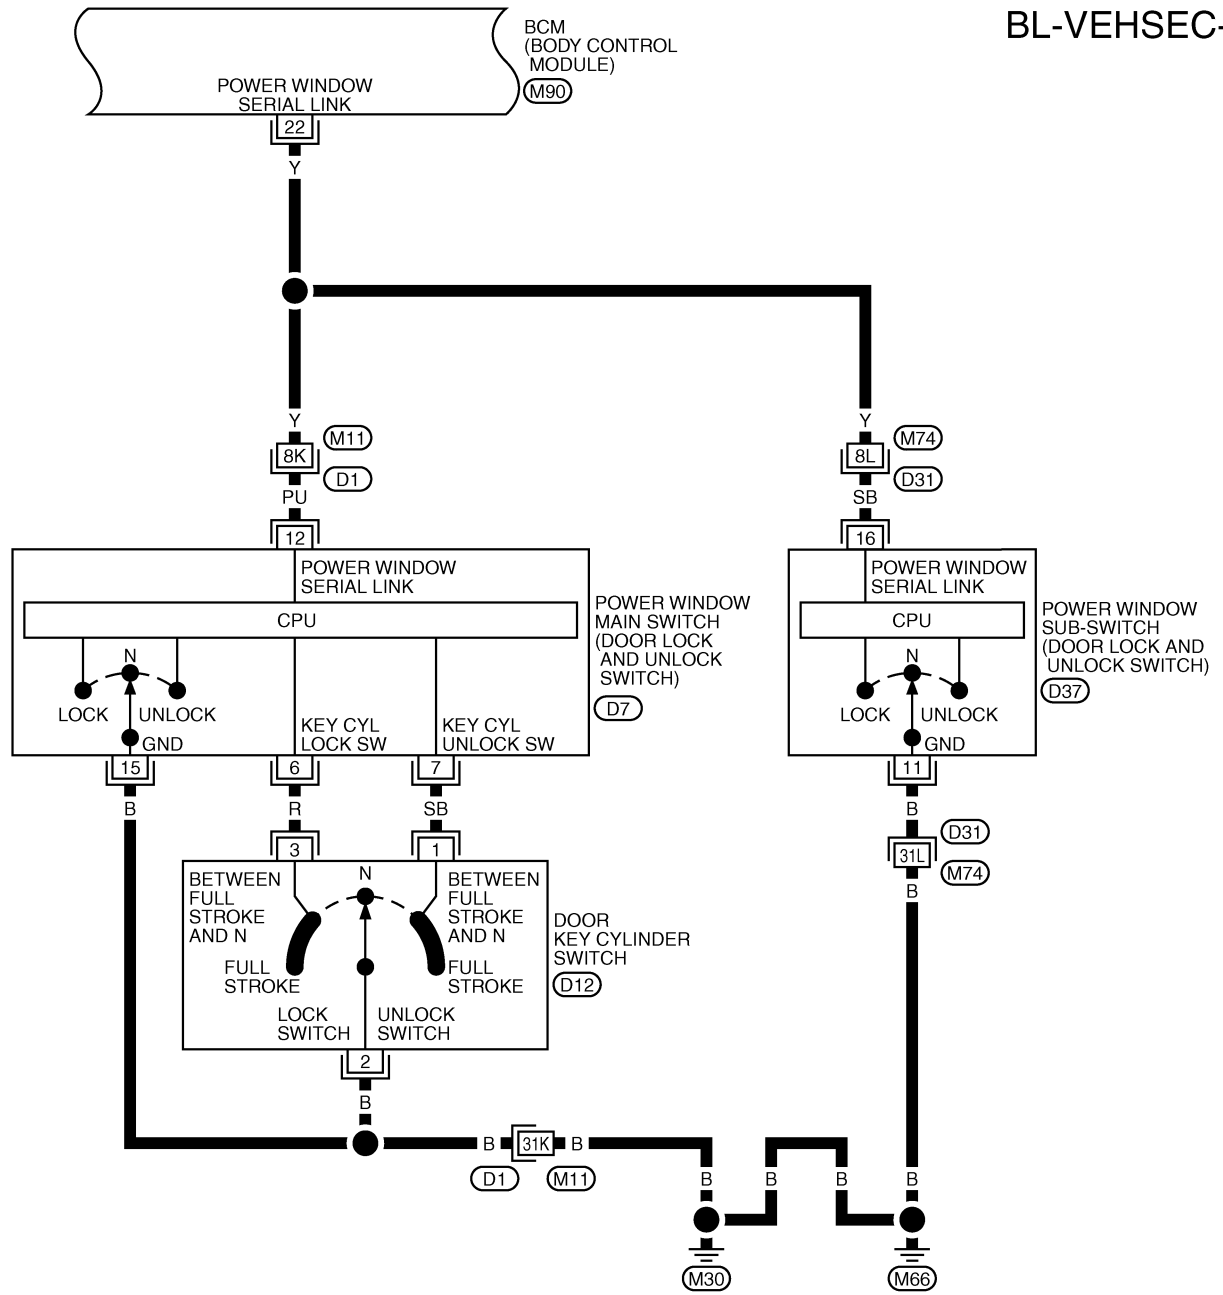 BL-VEHSEC-
BCM
(BODY CONTROL
MODULE)
M90
POWER WINDOW
SERIAL LINK
22
Y
Y
Y
M11
8K
D1
PU
12
M74
8L
D31
SB
16
POWER WINDOW
SERIAL LINK
CPU
N
LOCK
UNLOCK
GND
KEY CYL
LOCK SW
KEY CYL
UNLOCK SW
POWER WINDOW
MAIN SWITCH
(DOOR LOCK
AND UNLOCK
SWITCH)
D7
POWER WINDOW
SERIAL LINK
CPU
N
LOCK
UNLOCK
GND
POWER WINDOW
SUB-SWITCH
(DOOR LOCK AND
UNLOCK SWITCH)
D37
15
6
7
11
B
R
SB
B
3
1
D31
31L
M74
B
BETWEEN
FULL
STROKE
AND N
N
BETWEEN
FULL
STROKE
AND N
FULL
STROKE
FULL
STROKE
LOCK
SWITCH
UNLOCK
SWITCH
DOOR
KEY CYLINDER
SWITCH
D12
2
B
B
31K
B
D1
M11
B
B
B
B
M30
M66